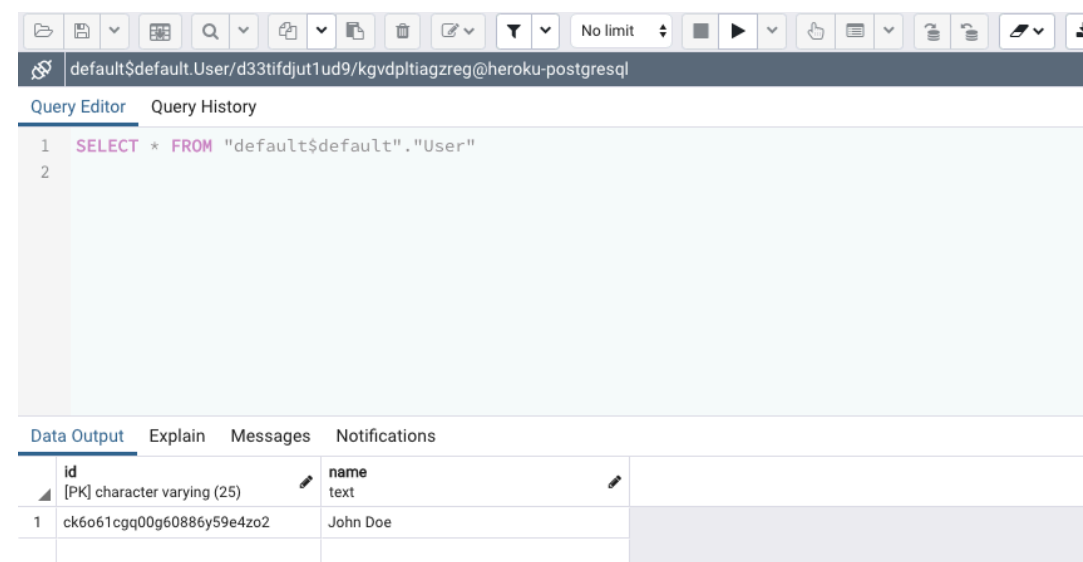 No limit
default$default.User/d33tifdjut1ud9/kgvdpltiagzreg@heroku-postgresql
Query Editor Query History
1 SELECT * FROM "default$default"."User"
2
Data Output Explain Messages Notifications
id name
[PK] character varying (25) text
1 ck6o61cgq00g60886y59e4zo2 John Doe